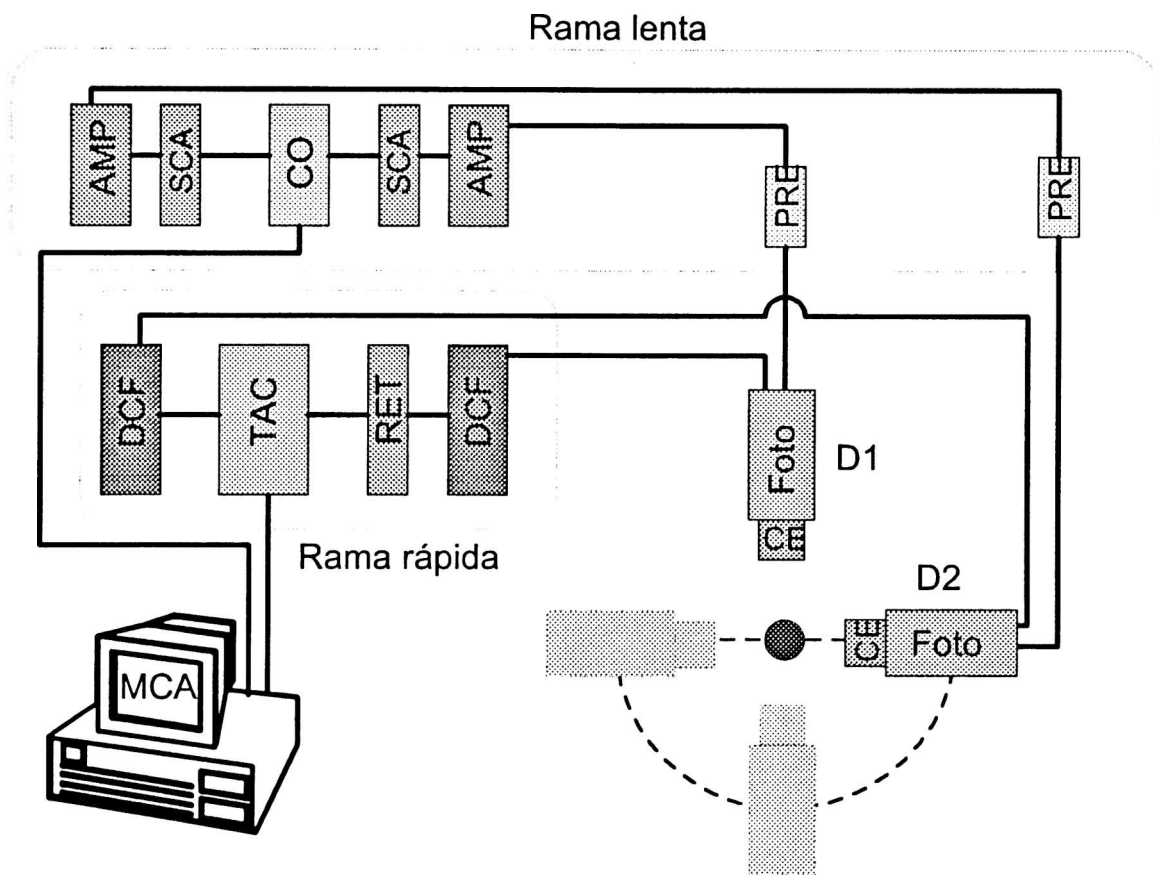 Rama lenta
AMP
SCA
CO
SCA
AMP
PRE
PRE
DCF
TAC
RET
DCF
Foto
D1
CE
Rama rápida
D2
CE
Foto
MCA